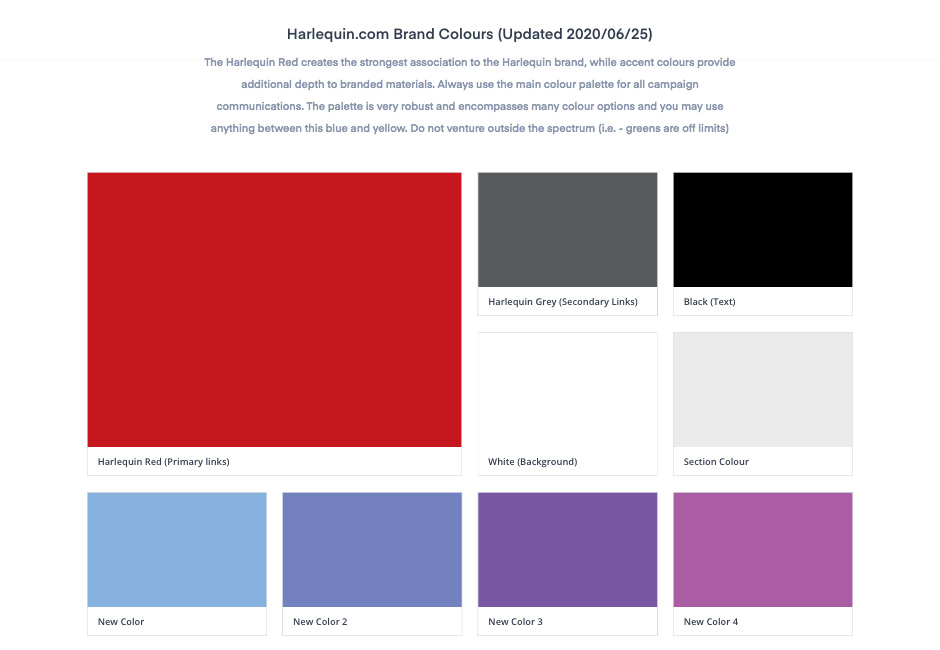 Harlequin.com Brand Colours (Updated 2020/06/25)
The Harlequin Red creates the strongest association to the Harlequin brand, while accent colours provide
additional depth to branded materials. Always use the main colour palette for all campaign
communications. The palette is very robust and encompasses many colour options and you may use
anything between this blue and yellow. Do not venture outside the spectrum (i.e. - greens are off limits)
Harlequin Grey (Secondary Links)
Black (Text)
Harlequin Red (Primary links)
White (Background)
Section Colour
New Color
New Color 2
New Color 3
New Color 4